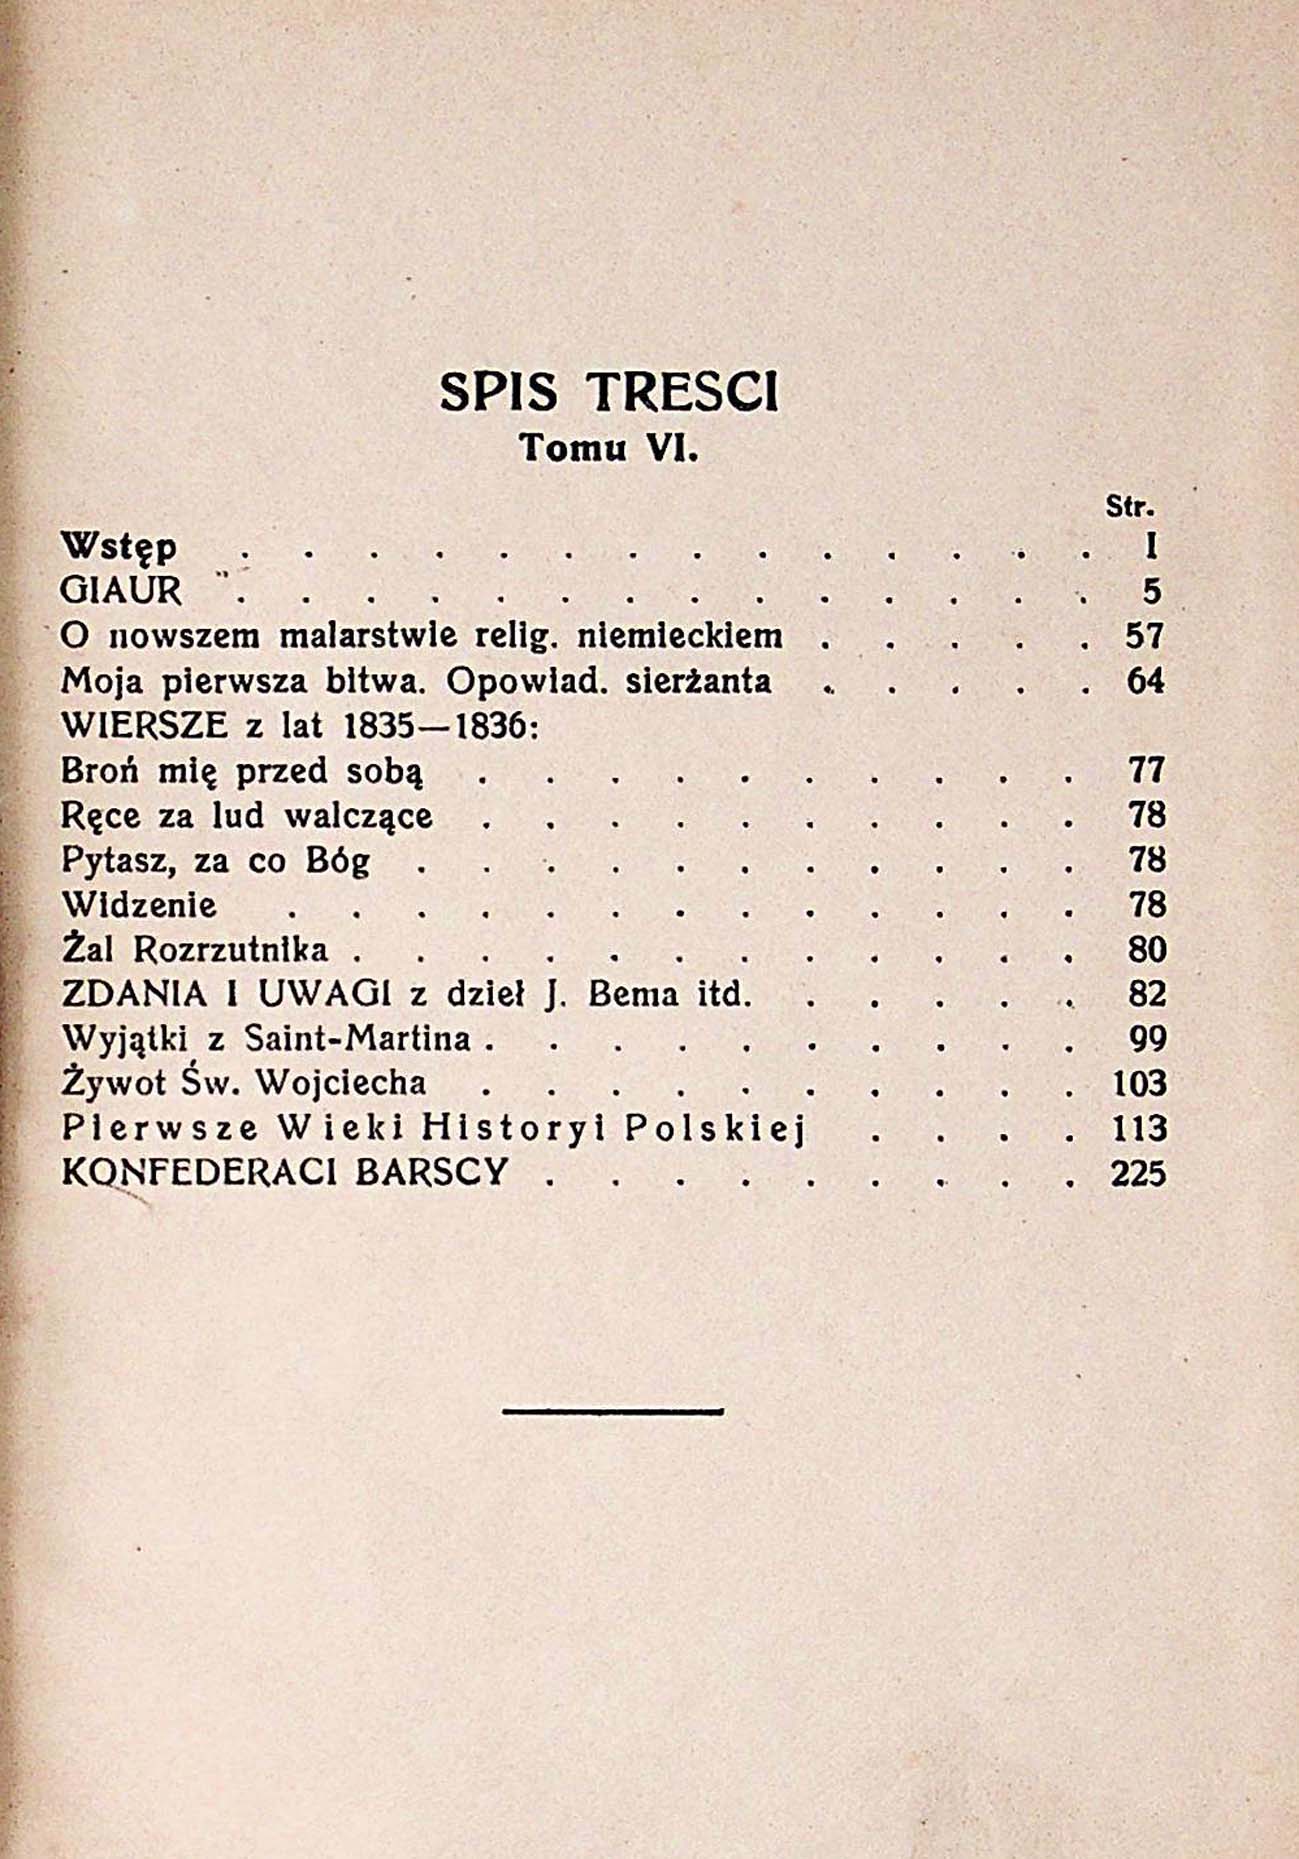 SPIS TRESCI
Tomu VI.
Str.
Wstęp . . . . . . . . . . . . . . I
GIAUR . . . . . . . . . . . . . . 5
O nowszem malarstwie relig. niemieckiem . . . . . 57
Moja pierwsza bitwa. Opowiad. sierżanta . . . . . 64
WIERSZE z lat 1835—1836:
Broń mię przed sobą . . . . . . . . . . 77
Ręce za lud walczące . . . . . . . . . . 78
Pytasz, za co Bóg . . . . . . . . . . . 78
Widzenie . . . . . . . . . . . . . 78
Żal Rozrzutnika . . . . . . . . . . . . 80
ZDANIA I UWAGI z dzieł J. Bema itd. . . . . . 82
Wyjątki z Saint-Martina . . . . . . . . . . 99
Żywot Św. Wojciecha . . . . . . . . . . 103
Pierwsze Wieki Historyi Polskiej . . . . 113
KONFEDERACI BARSCY . . . . . . . . . 225